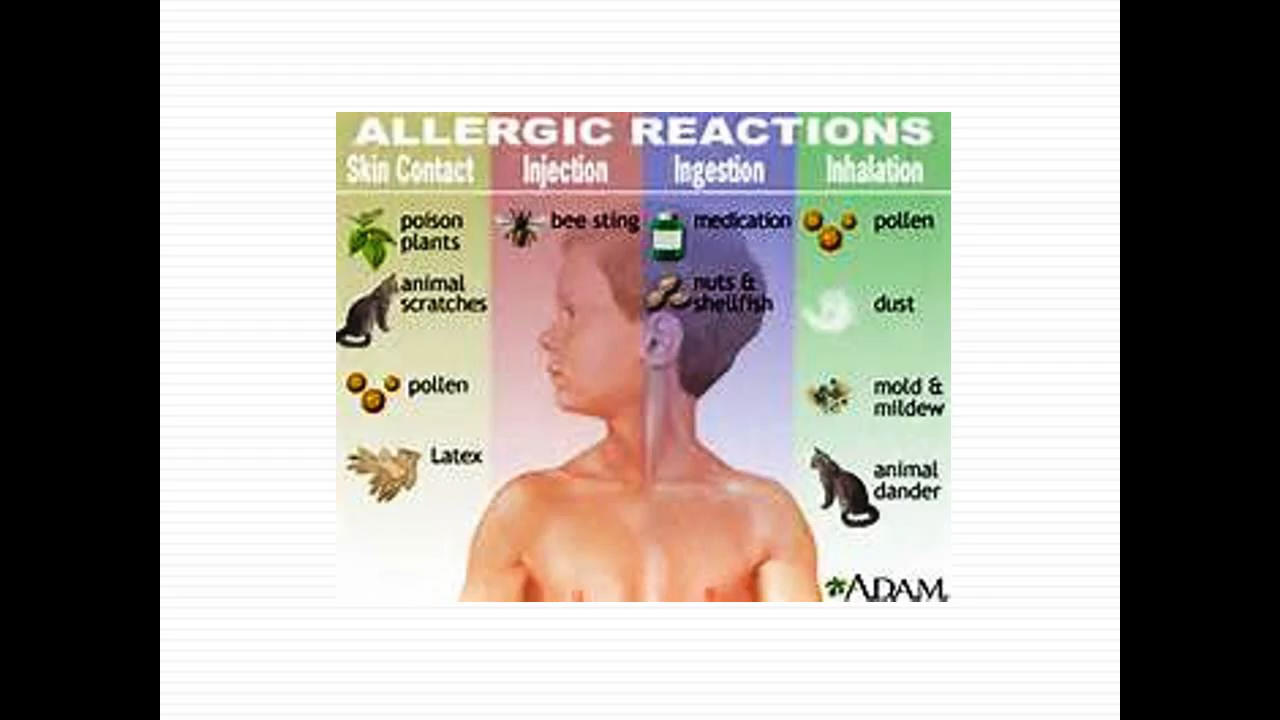 ALLERGIC REACTIONS
Skin Contact
poison
plants
animal
scratches
pollen
Latex
Injection
bee sting
Ingestion
medication
nuts &
shellfish
Inhalation
pollen
dust
mold &
mildew
animal
dander
ADAM